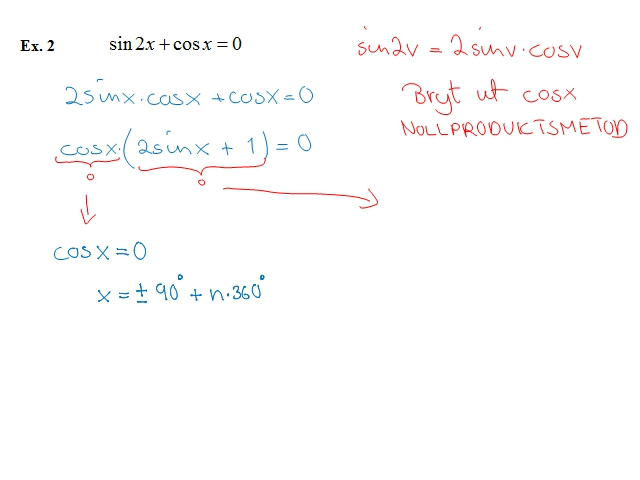 Ex. 2 sin 2x + cos x = 0
sin2v = 2sinv·cosv
2sinx·cosx + cosx = 0
Bryt ut cosx
NOLLPRODUKTSMETOD
cosx·(2sinx + 1) = 0
0 0
cosx = 0
x = ± 90° + n·360°